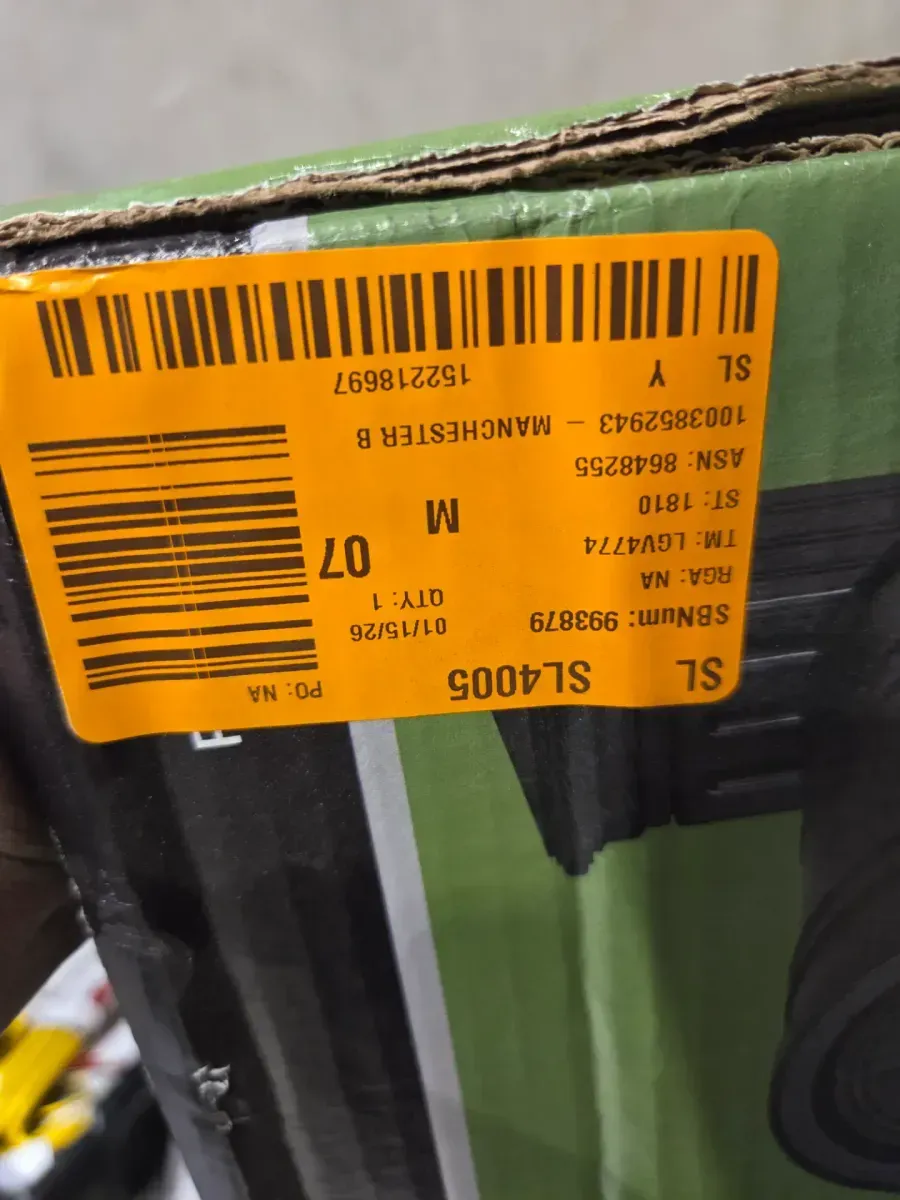 SL SL4005 PO: NA
SBNum: 993879 01/15/26
RGA: NA QTY: 1
TM: LGV4774 07
ST: 1810 M
ASN: 8648255
1003852943 - MANCHESTER B
SL Y 152218697